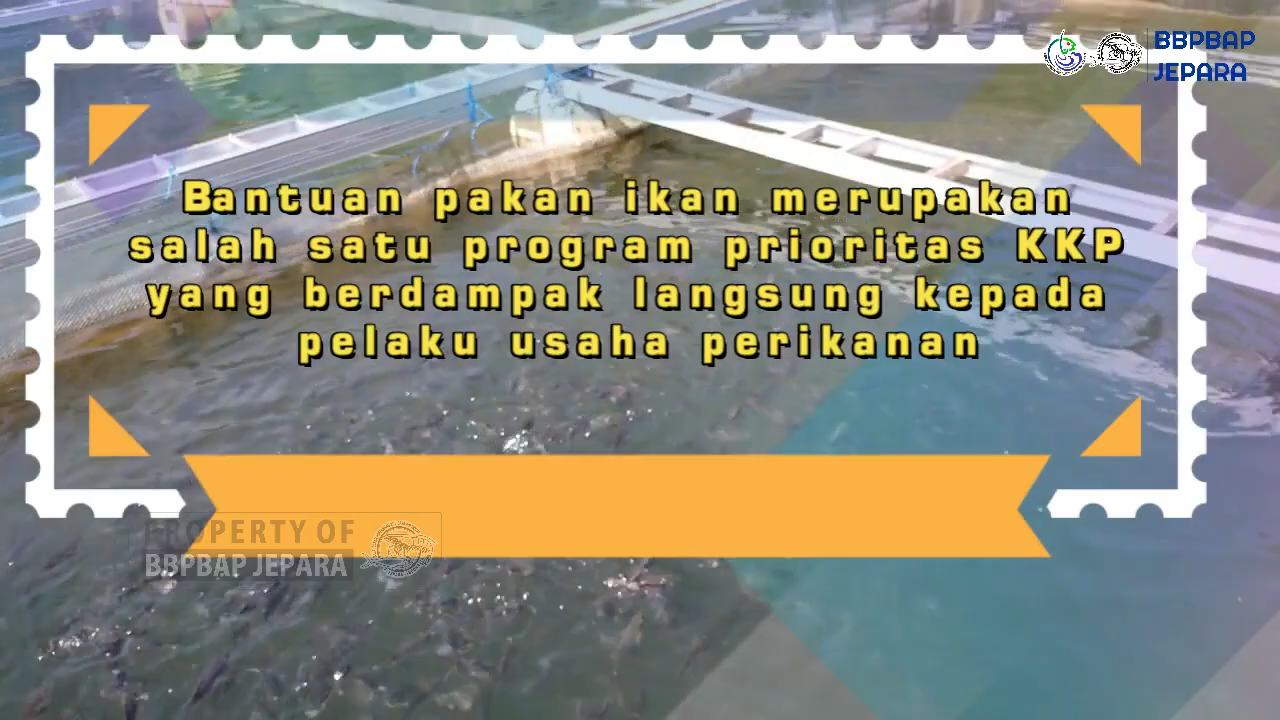 BBPBAP
JEPARA
Bantuan pakan ikan merupakan
salah satu program prioritas KKP
yang berdampak langsung kepada
pelaku usaha perikanan
PROPERTY OF
BBPBAP JEPARA